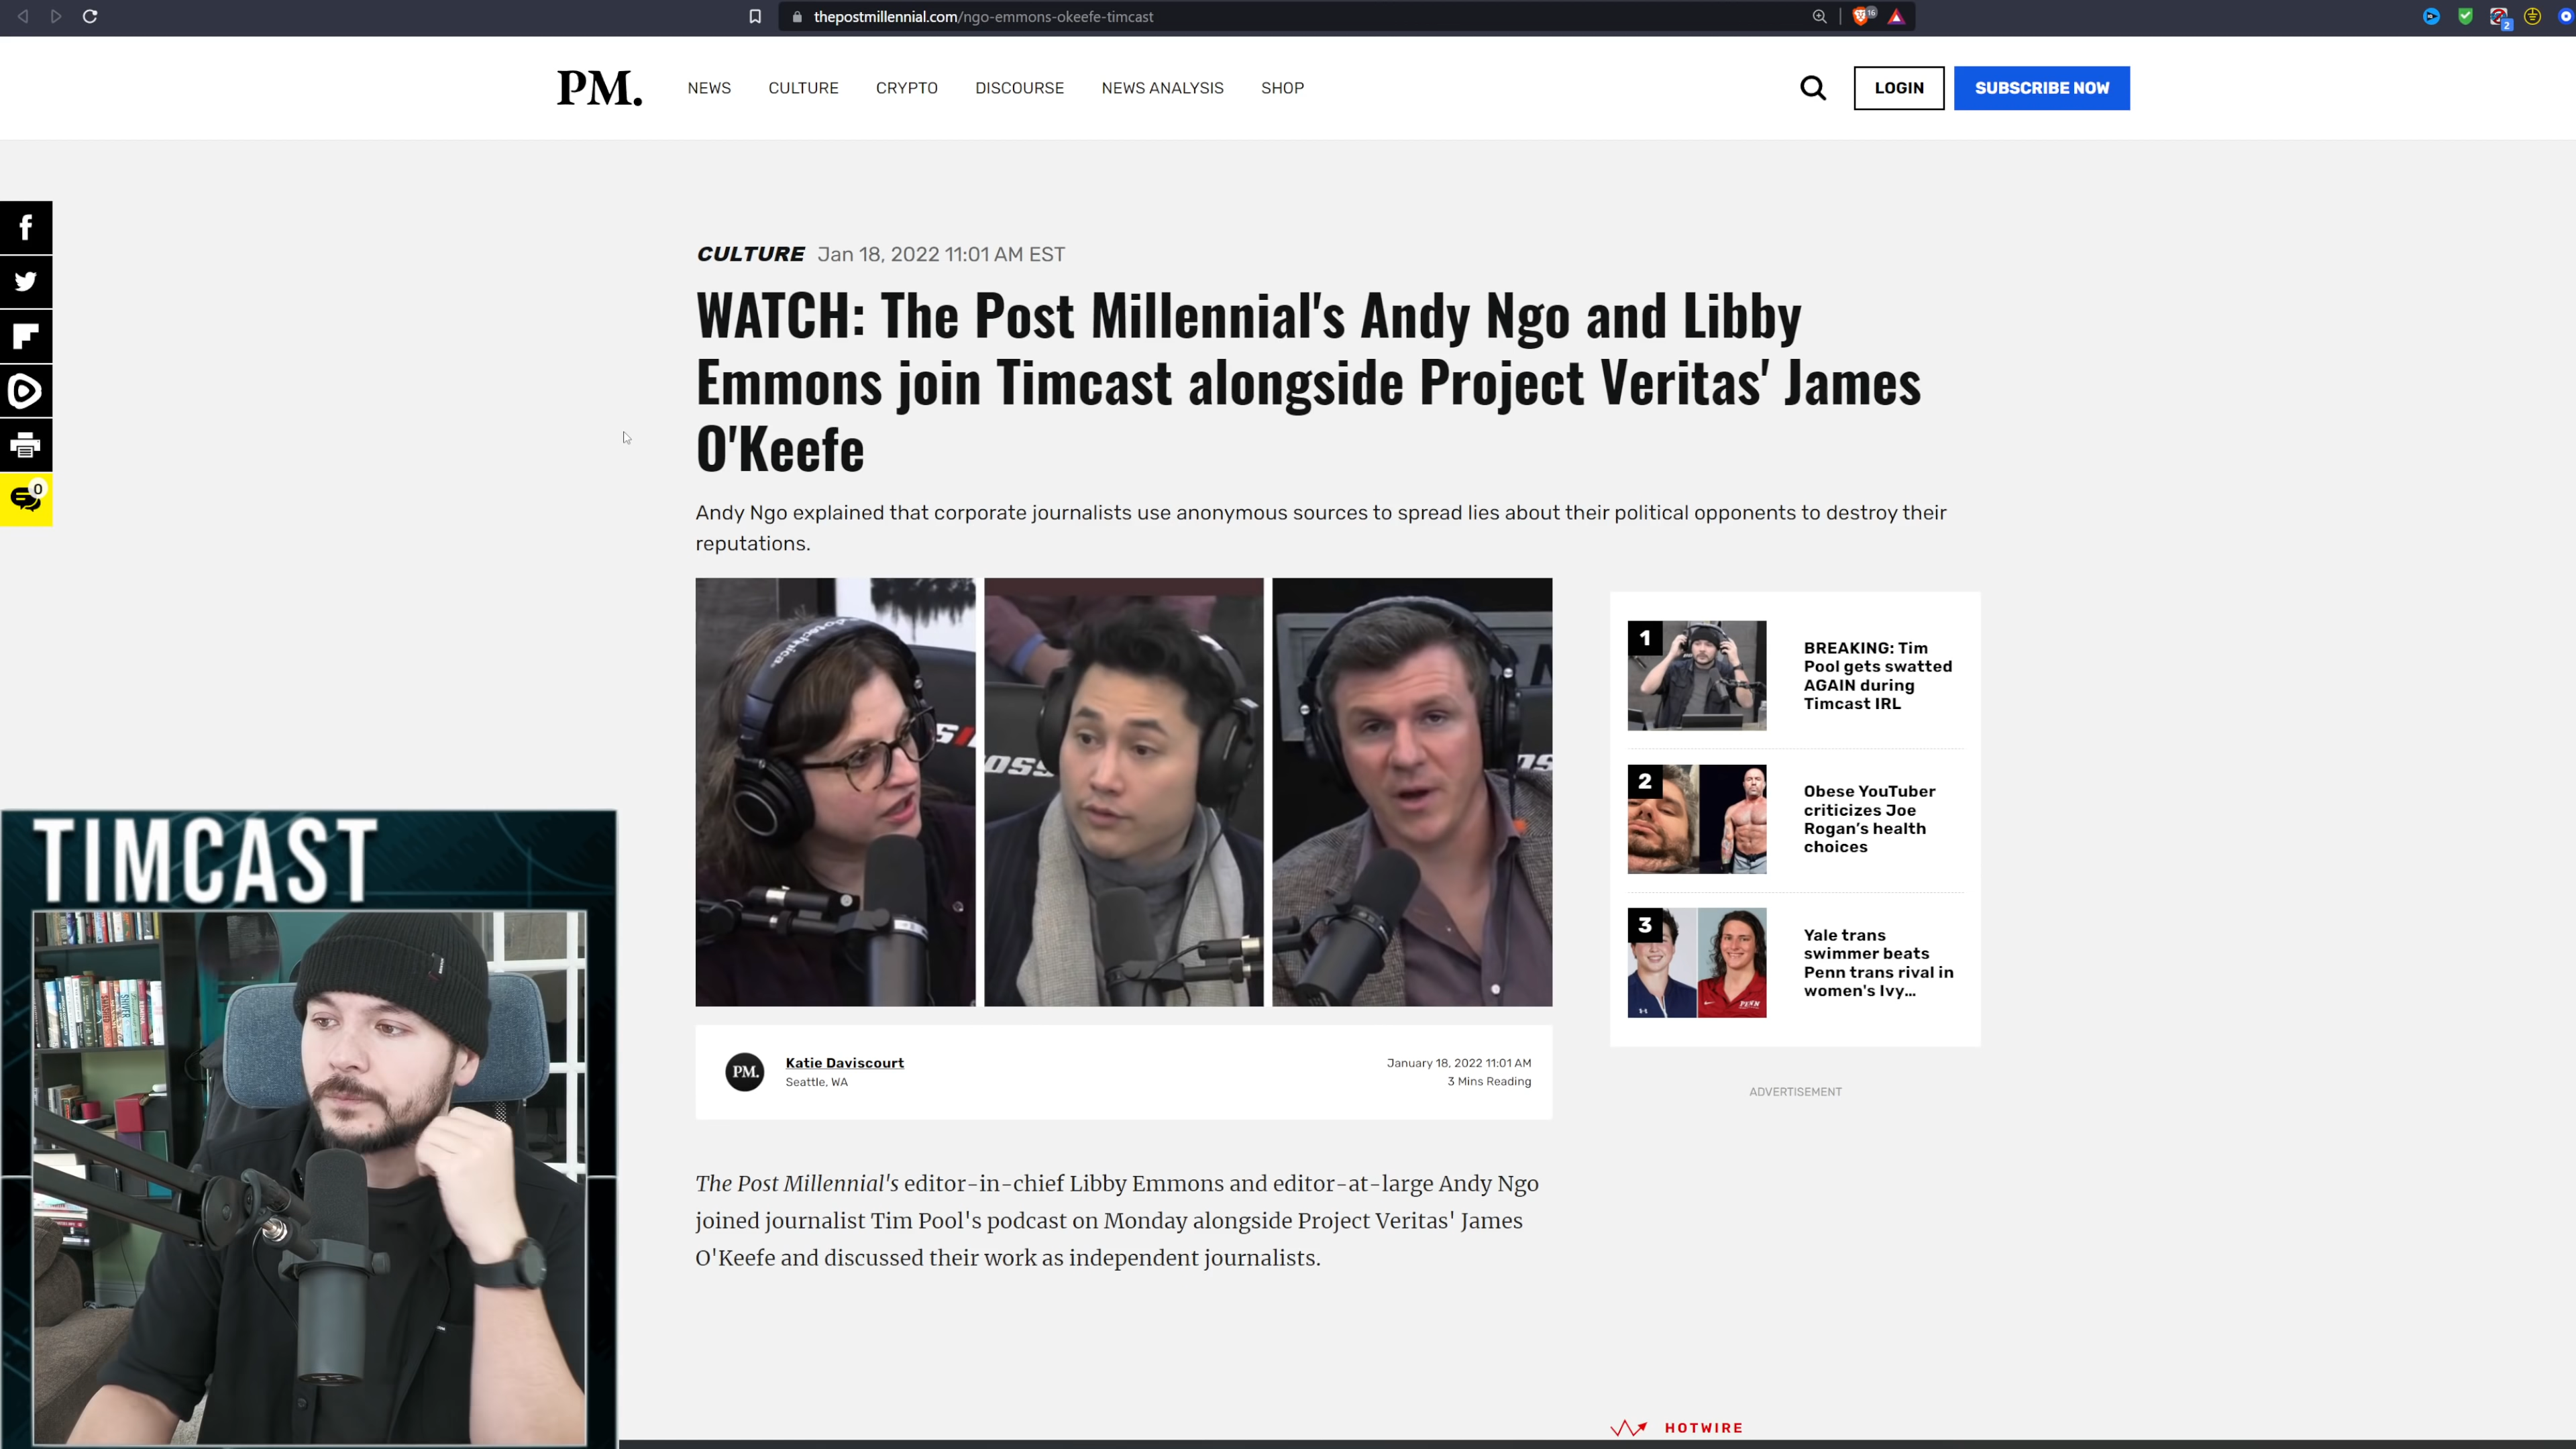 thepostmillennial.com/ngo-emmons-okeefe-timcast
16
2
PM.
NEWS
CULTURE
CRYPTO
DISCOURSE
NEWS ANALYSIS
SHOP
LOGIN
SUBSCRIBE NOW
0
CULTURE Jan 18, 2022 11:01 AM EST
WATCH: The Post Millennial's Andy Ngo and Libby
Emmons join Timcast alongside Project Veritas' James
O'Keefe
Andy Ngo explained that corporate journalists use anonymous sources to spread lies about their political opponents to destroy their
reputations.
1
BREAKING: Tim
Pool gets swatted
AGAIN during
Timcast IRL
2
Obese YouTuber
criticizes Joe
Rogan's health
choices
3
Yale trans
swimmer beats
Penn trans rival in
women's Ivy...
PENN
PM.
Katie Daviscourt
Seattle, WA
January 18, 2022 11:01 AM
3 Mins Reading
ADVERTISEMENT
The Post Millennial's editor-in-chief Libby Emmons and editor-at-large Andy Ngo
joined journalist Tim Pool's podcast on Monday alongside Project Veritas' James
O'Keefe and discussed their work as independent journalists.
HOTWIRE
TIMCAST